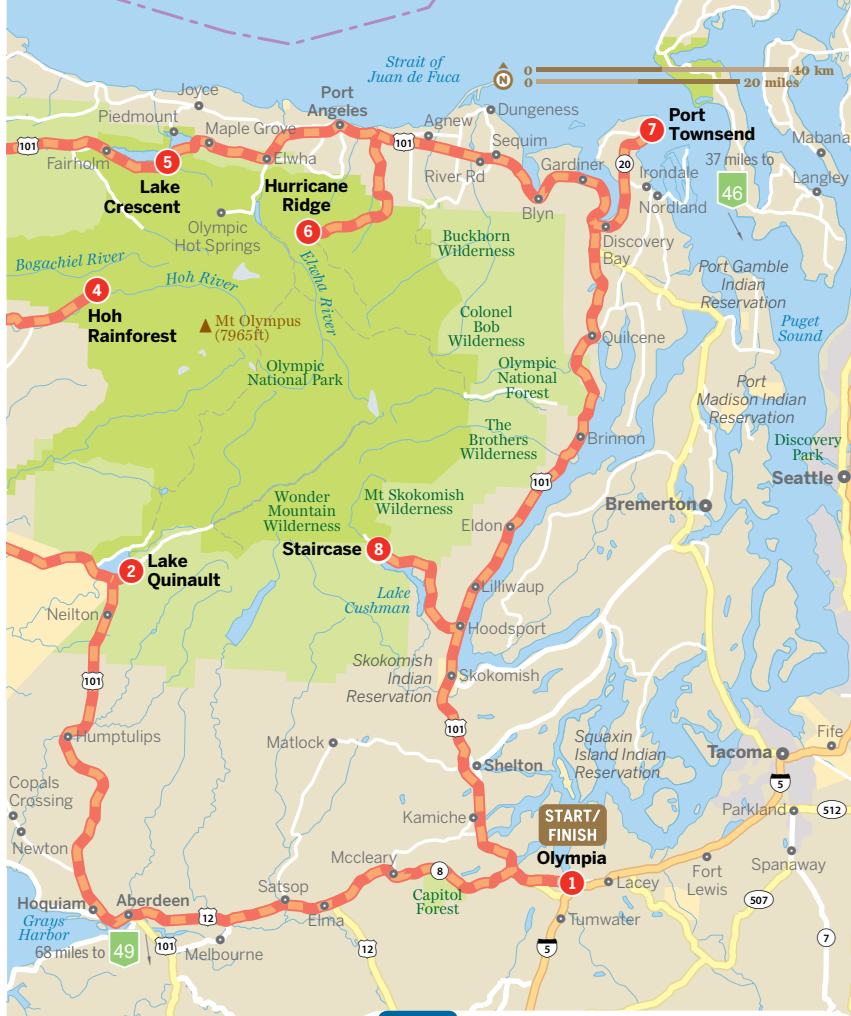 Strait of
Juan de Fuca
N
0
40 km
0
20 miles
Joyce
Port
Angeles
Dungeness
Piedmount
Maple Grove
Agnew
7
Port
Townsend
101
101
Sequim
Mabana
Fairholm
5
Elwha
River Rd
Gardiner
20
37 miles to
Irondale
46
Langley
Lake
Crescent
Hurricane
Ridge
Blyn
Nordland
Olympic
Hot Springs
6
Buckhorn
Wilderness
Discovery
Bay
Bogachiel River
Hoh River
Elwha River
Port Gamble
Indian
Reservation
4
Hoh
Rainforest
Mt Olympus
(7965ft)
Colonel
Bob
Wilderness
Quilcene
Puget
Sound
Olympic
National Park
Olympic
National
Forest
Port
Madison Indian
Reservation
The
Brothers
Wilderness
Brinnon
Discovery
Park
Seattle
101
Wonder
Mountain
Wilderness
Mt Skokomish
Wilderness
Bremerton
Eldon
Staircase
8
2
Lake
Quinault
Lake
Cushman
Lilliwaup
Neilton
Hoodsport
Skokomish
Indian
Reservation
Skokomish
101
101
Humptulips
Matlock
Squaxin
Island Indian
Reservation
Fife
Tacoma
Shelton
5
Copals
Crossing
Kamiche
START/
FINISH
Parkland
512
Newton
Mccleary
Olympia
Spanaway
8
1
Lacey
Fort
Lewis
Hoquiam
Aberdeen
Satsop
Capitol
Forest
507
Grays
Harbor
12
Elma
Tumwater
68 miles to
49
101
Melbourne
12
5
7